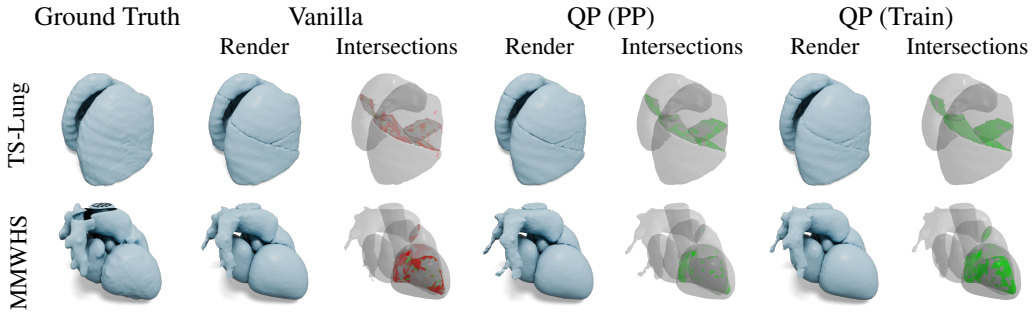 Ground Truth Vanilla QP (PP) QP (Train)
Render Intersections Render Intersections Render Intersections
TS-Lung
MMWHS